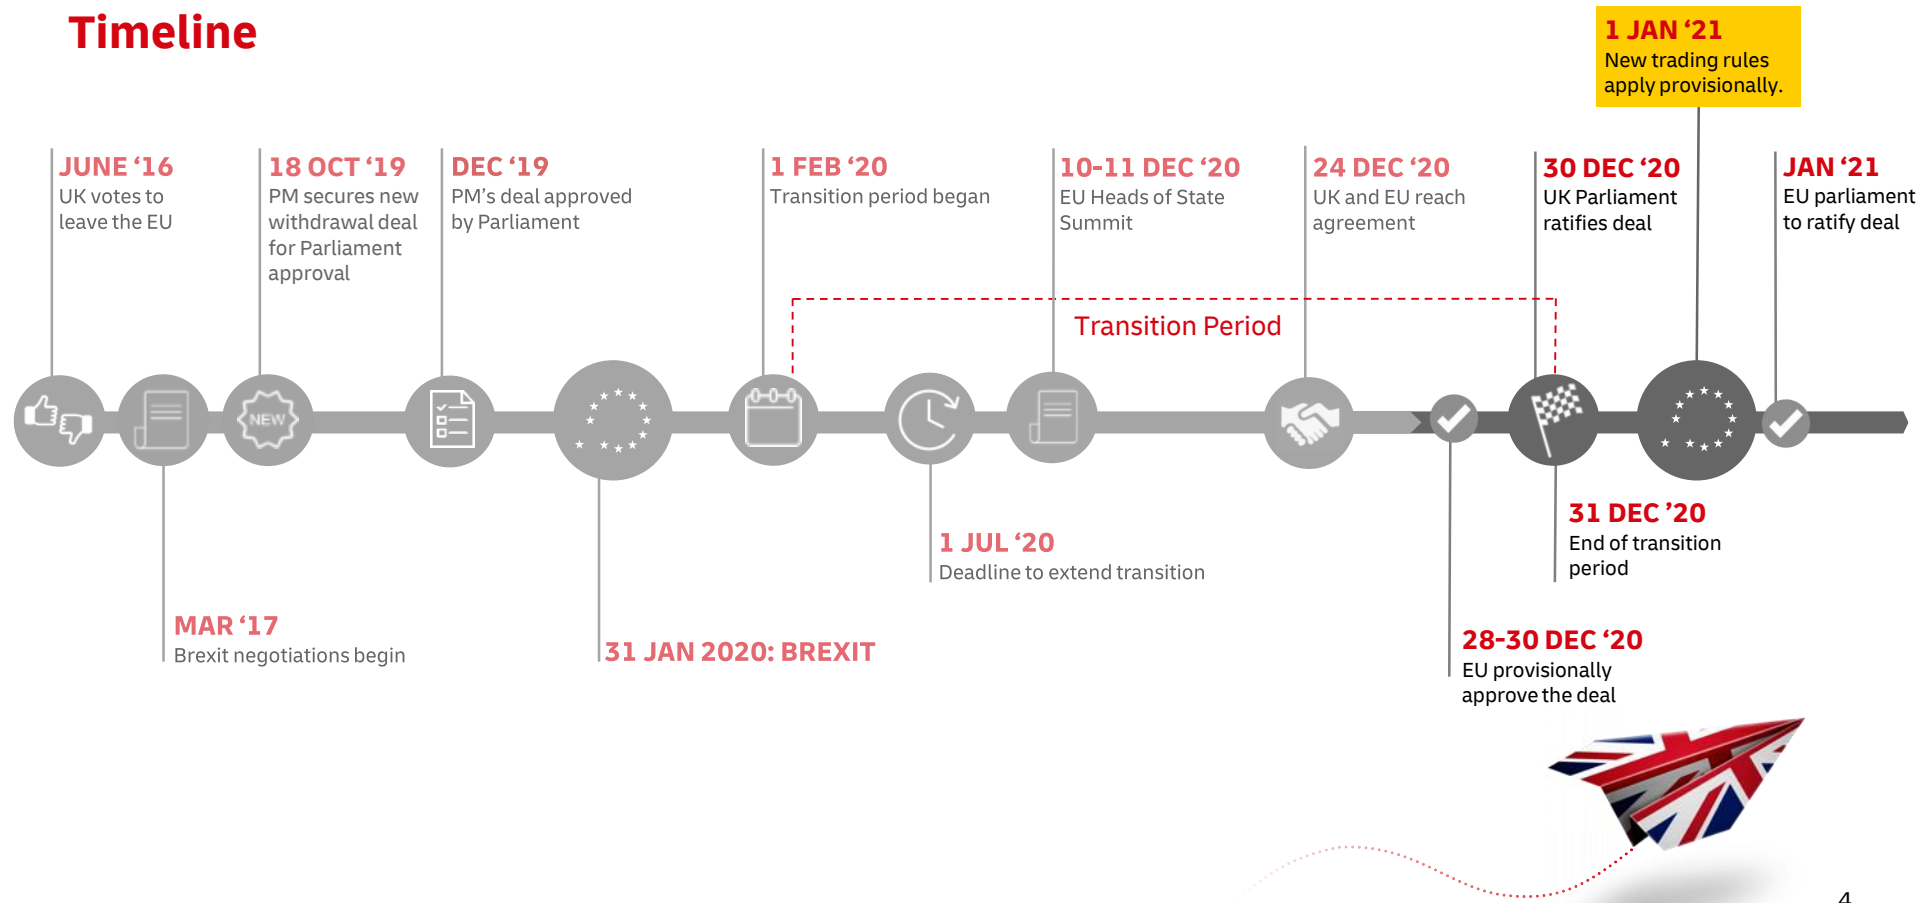 Timeline
1 JAN ‘21
New trading rules
apply provisionally.
JUNE ‘16
UK votes to
leave the EU
18 OCT ‘19
PM secures new
withdrawal deal
for Parliament
approval
DEC ‘19
PM’s deal approved
by Parliament
1 FEB ‘20
Transition period began
10-11 DEC ‘20
EU Heads of State
Summit
24 DEC ‘20
UK and EU reach
agreement
30 DEC ‘20
UK Parliament
ratifies deal
JAN ‘21
EU parliament
to ratify deal
Transition Period
NEW
31 DEC ’20
End of transition
period
1 JUL ‘20
Deadline to extend transition
MAR ‘17
Brexit negotiations begin
31 JAN 2020: BREXIT
28-30 DEC ‘20
EU provisionally
approve the deal
4